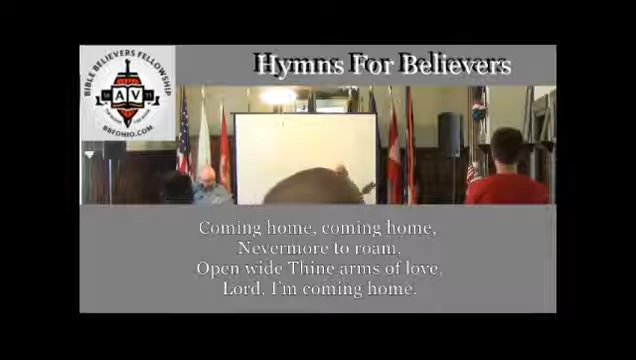 Hymns For Believers
BIBLE BELIEVERS FELLOWSHIP
AV
BBFOHIO.COM
Coming home, coming home,
Nevermore to roam,
Open wide Thine arms of love,
Lord, I'm coming home.